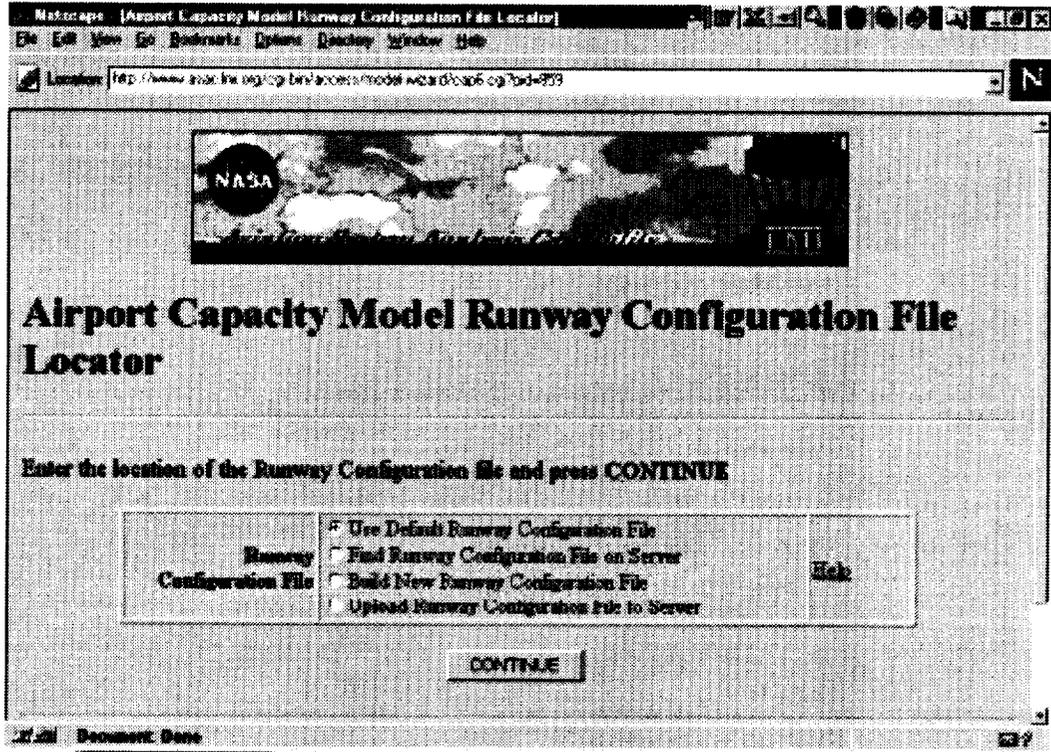 Netscape - [Airport Capacity Model Runway Configuration File Locator]
File Edit View Go Bookmarks Options Directory Window Help
Location:
N
NASA
LMI
Airport Capacity Model Runway Configuration File
Locator
Enter the location of the Runway Configuration file and press CONTINUE
Runway
Configuration File
Use Default Runway Configuration File
Find Runway Configuration File on Server
Build New Runway Configuration File
Upload Runway Configuration File to Server
Help
CONTINUE
Document: Done